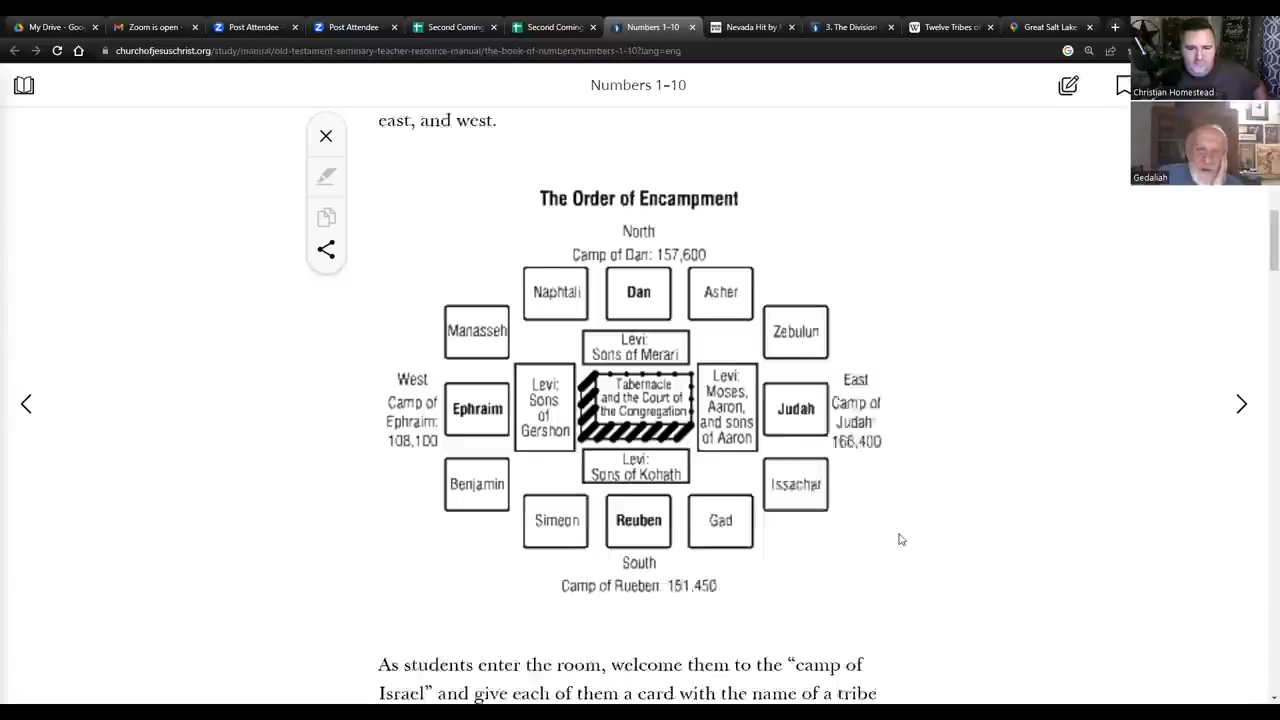 My Drive - Goo
Zoom is open -
Post Attendee
Post Attendee
Second Coming
Second Coming
Numbers 1–10
Nevada Hit by
3. The Division
Twelve Tribes o
Great Salt Lake
churchofjesuschrist.org/study/manual/old-testament-seminary-teacher-resource-manual/the-book-of-numbers/numbers-1-10?lang=eng
Christian Homestead
Gedaliah
Numbers 1–10
east, and west.
The Order of Encampment
North
Camp of Dan: 157,600
Naphtali
Dan
Asher
Manasseh
Zebulun
Levi:
Sons of Merari
West
Camp of
Ephraim:
108,100
Ephraim
Levi:
Sons
of
Gershon
Tabernacle
and the Court of
the Congregation
Levi:
Moses,
Aaron,
and sons
of Aaron
Judah
East
Camp of
Judah
166,400
Levi:
Sons of Kohath
Benjamin
Issachar
Simeon
Reuben
Gad
South
Camp of Rueben 151,450
As students enter the room, welcome them to the “camp of
Israel” and give each of them a card with the name of a tribe